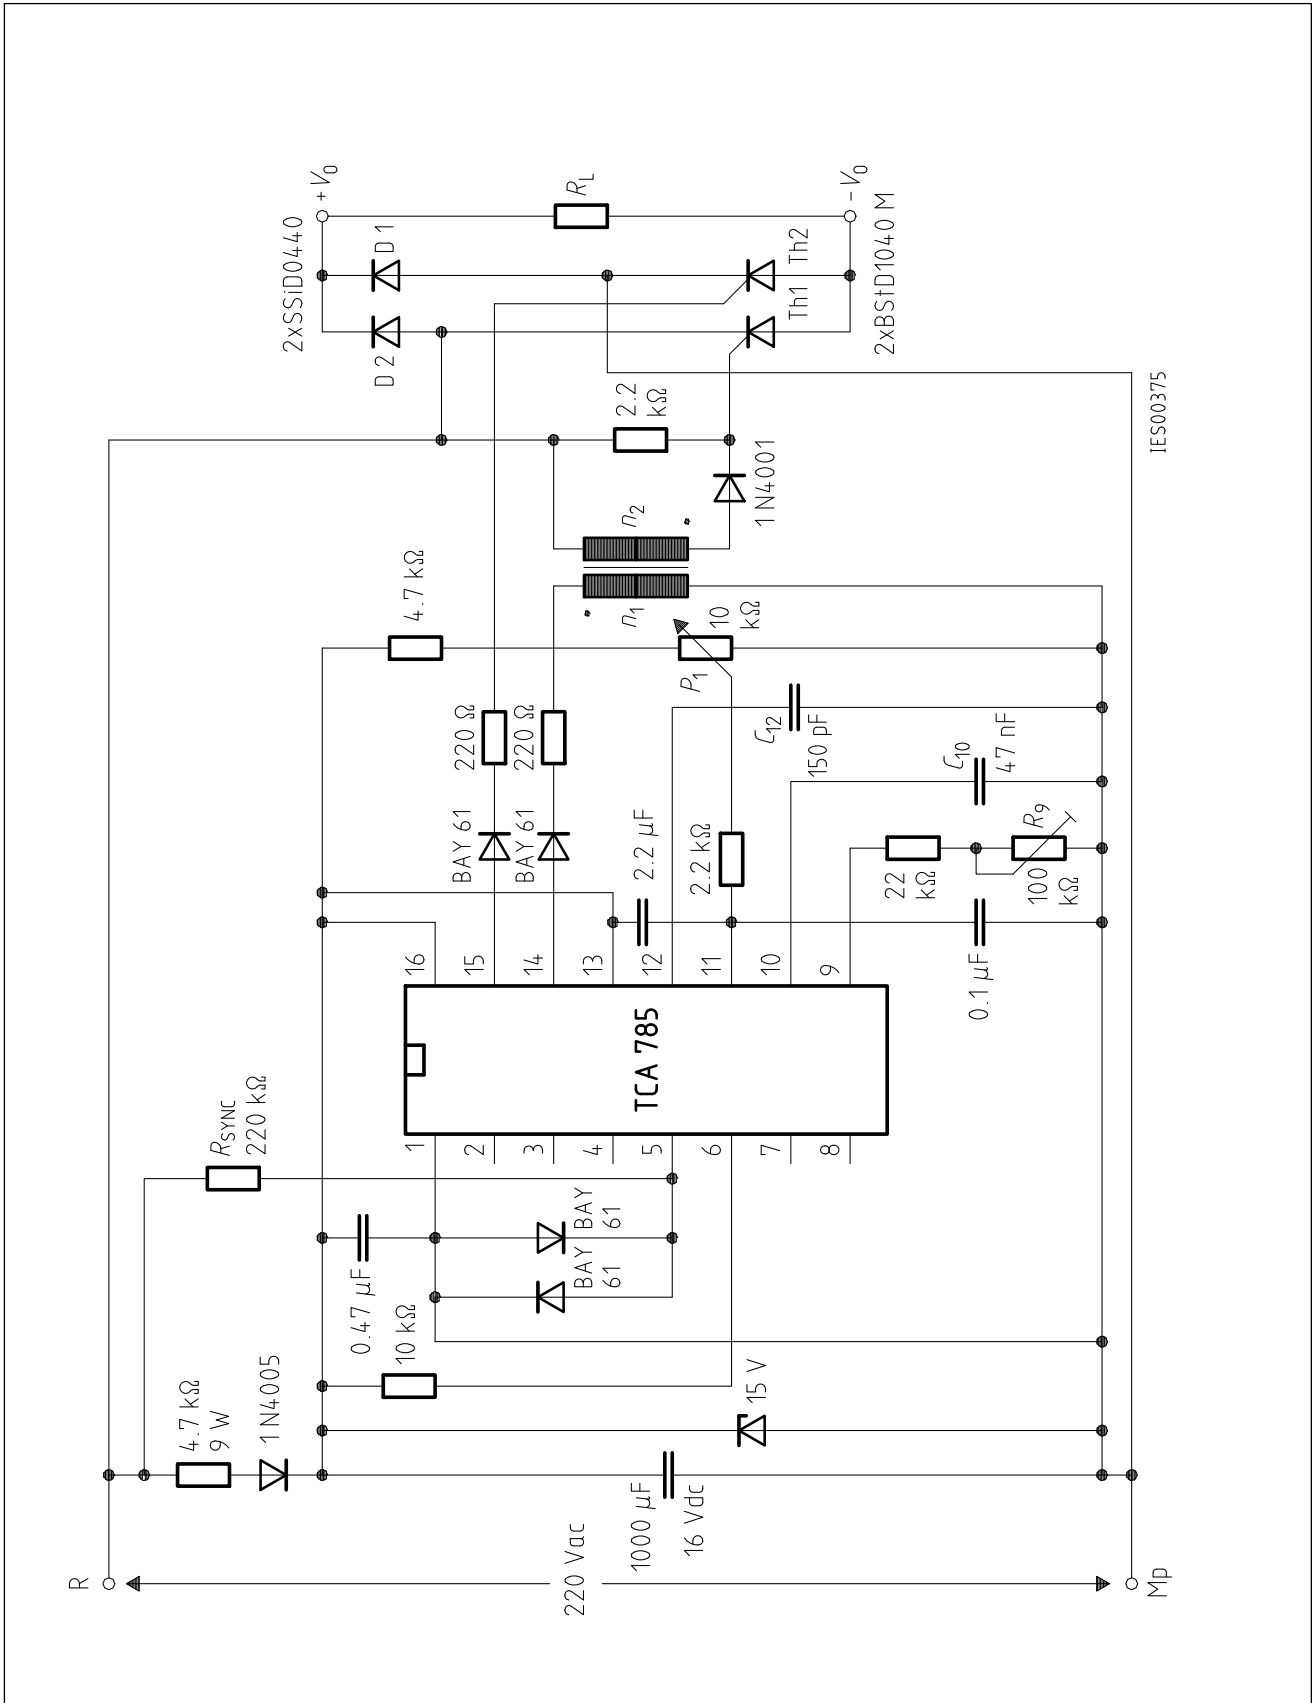 R
220 Vac
Mp
4.7 kΩ
9 W
1N4005
1000 µF
16 Vdc
15 V
10 kΩ
0.47 µF
BAY
61
BAY
61
RSYNC
220 kΩ
1
2
3
4
5
6
7
8
TCA 785
16
15
14
13
12
11
10
9
BAY 61
BAY 61
220 Ω
220 Ω
2.2 µF
2.2 kΩ
0.1 µF
22
kΩ
100
kΩ
R9
C10
47 nF
C12
150 pF
4.7 kΩ
P1
10
kΩ
n1
n2
1N4001
2.2
kΩ
2xSSiD0440
D2
D1
+V0
RL
-V0
Th1
Th2
2xBStD1040 M
IES00375